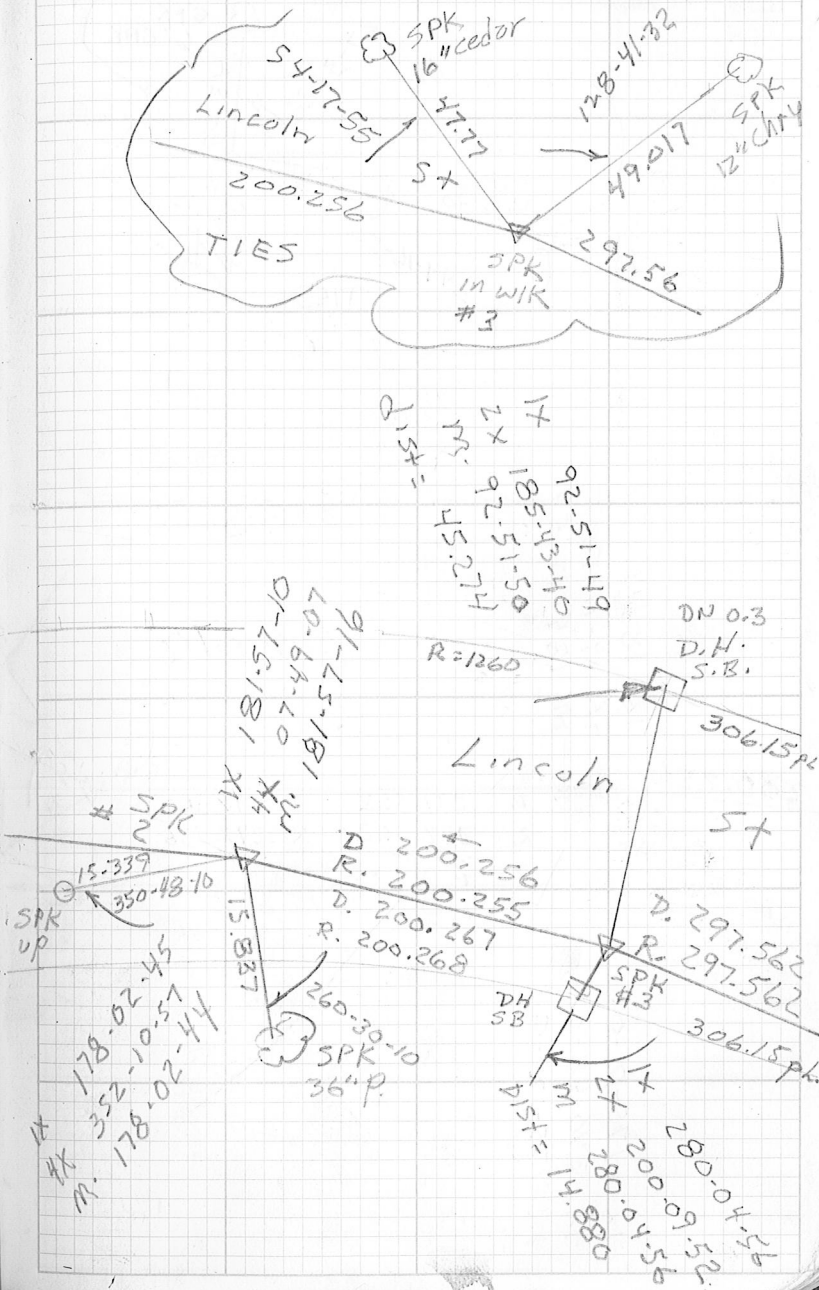 SPK
16" cedar
54-17-55
47.77
128-41-32
SPK
12" Chry
49.017
Lincoln
St
200.256
TIES
297.56
SPK
in W/K
#3
1X 92-51-49
2X 185-43-40
M. 92-51-50
Dist= 45.274
DN 0.3
D.H.
S.B.
R=1260
306.15 PL
1X 181-57-10
4X 07-49-07
M. 181-57-16
Lincoln
St
# SPK
2
15.339
350-48-10
SPK
UP
D 200.256
R. 200.255
D. 200.267
R. 200.268
15.837
260-30-10
SPK
36" P.
D. 297.562
R. 297.562
SPK
#3
DH
SB
306.15 PL
1X 178-02-45
4X 352-10-57
M. 178-02-44
1X 280-04-56
2X 200-09-52
M 280-04-56
Dist= 14.880